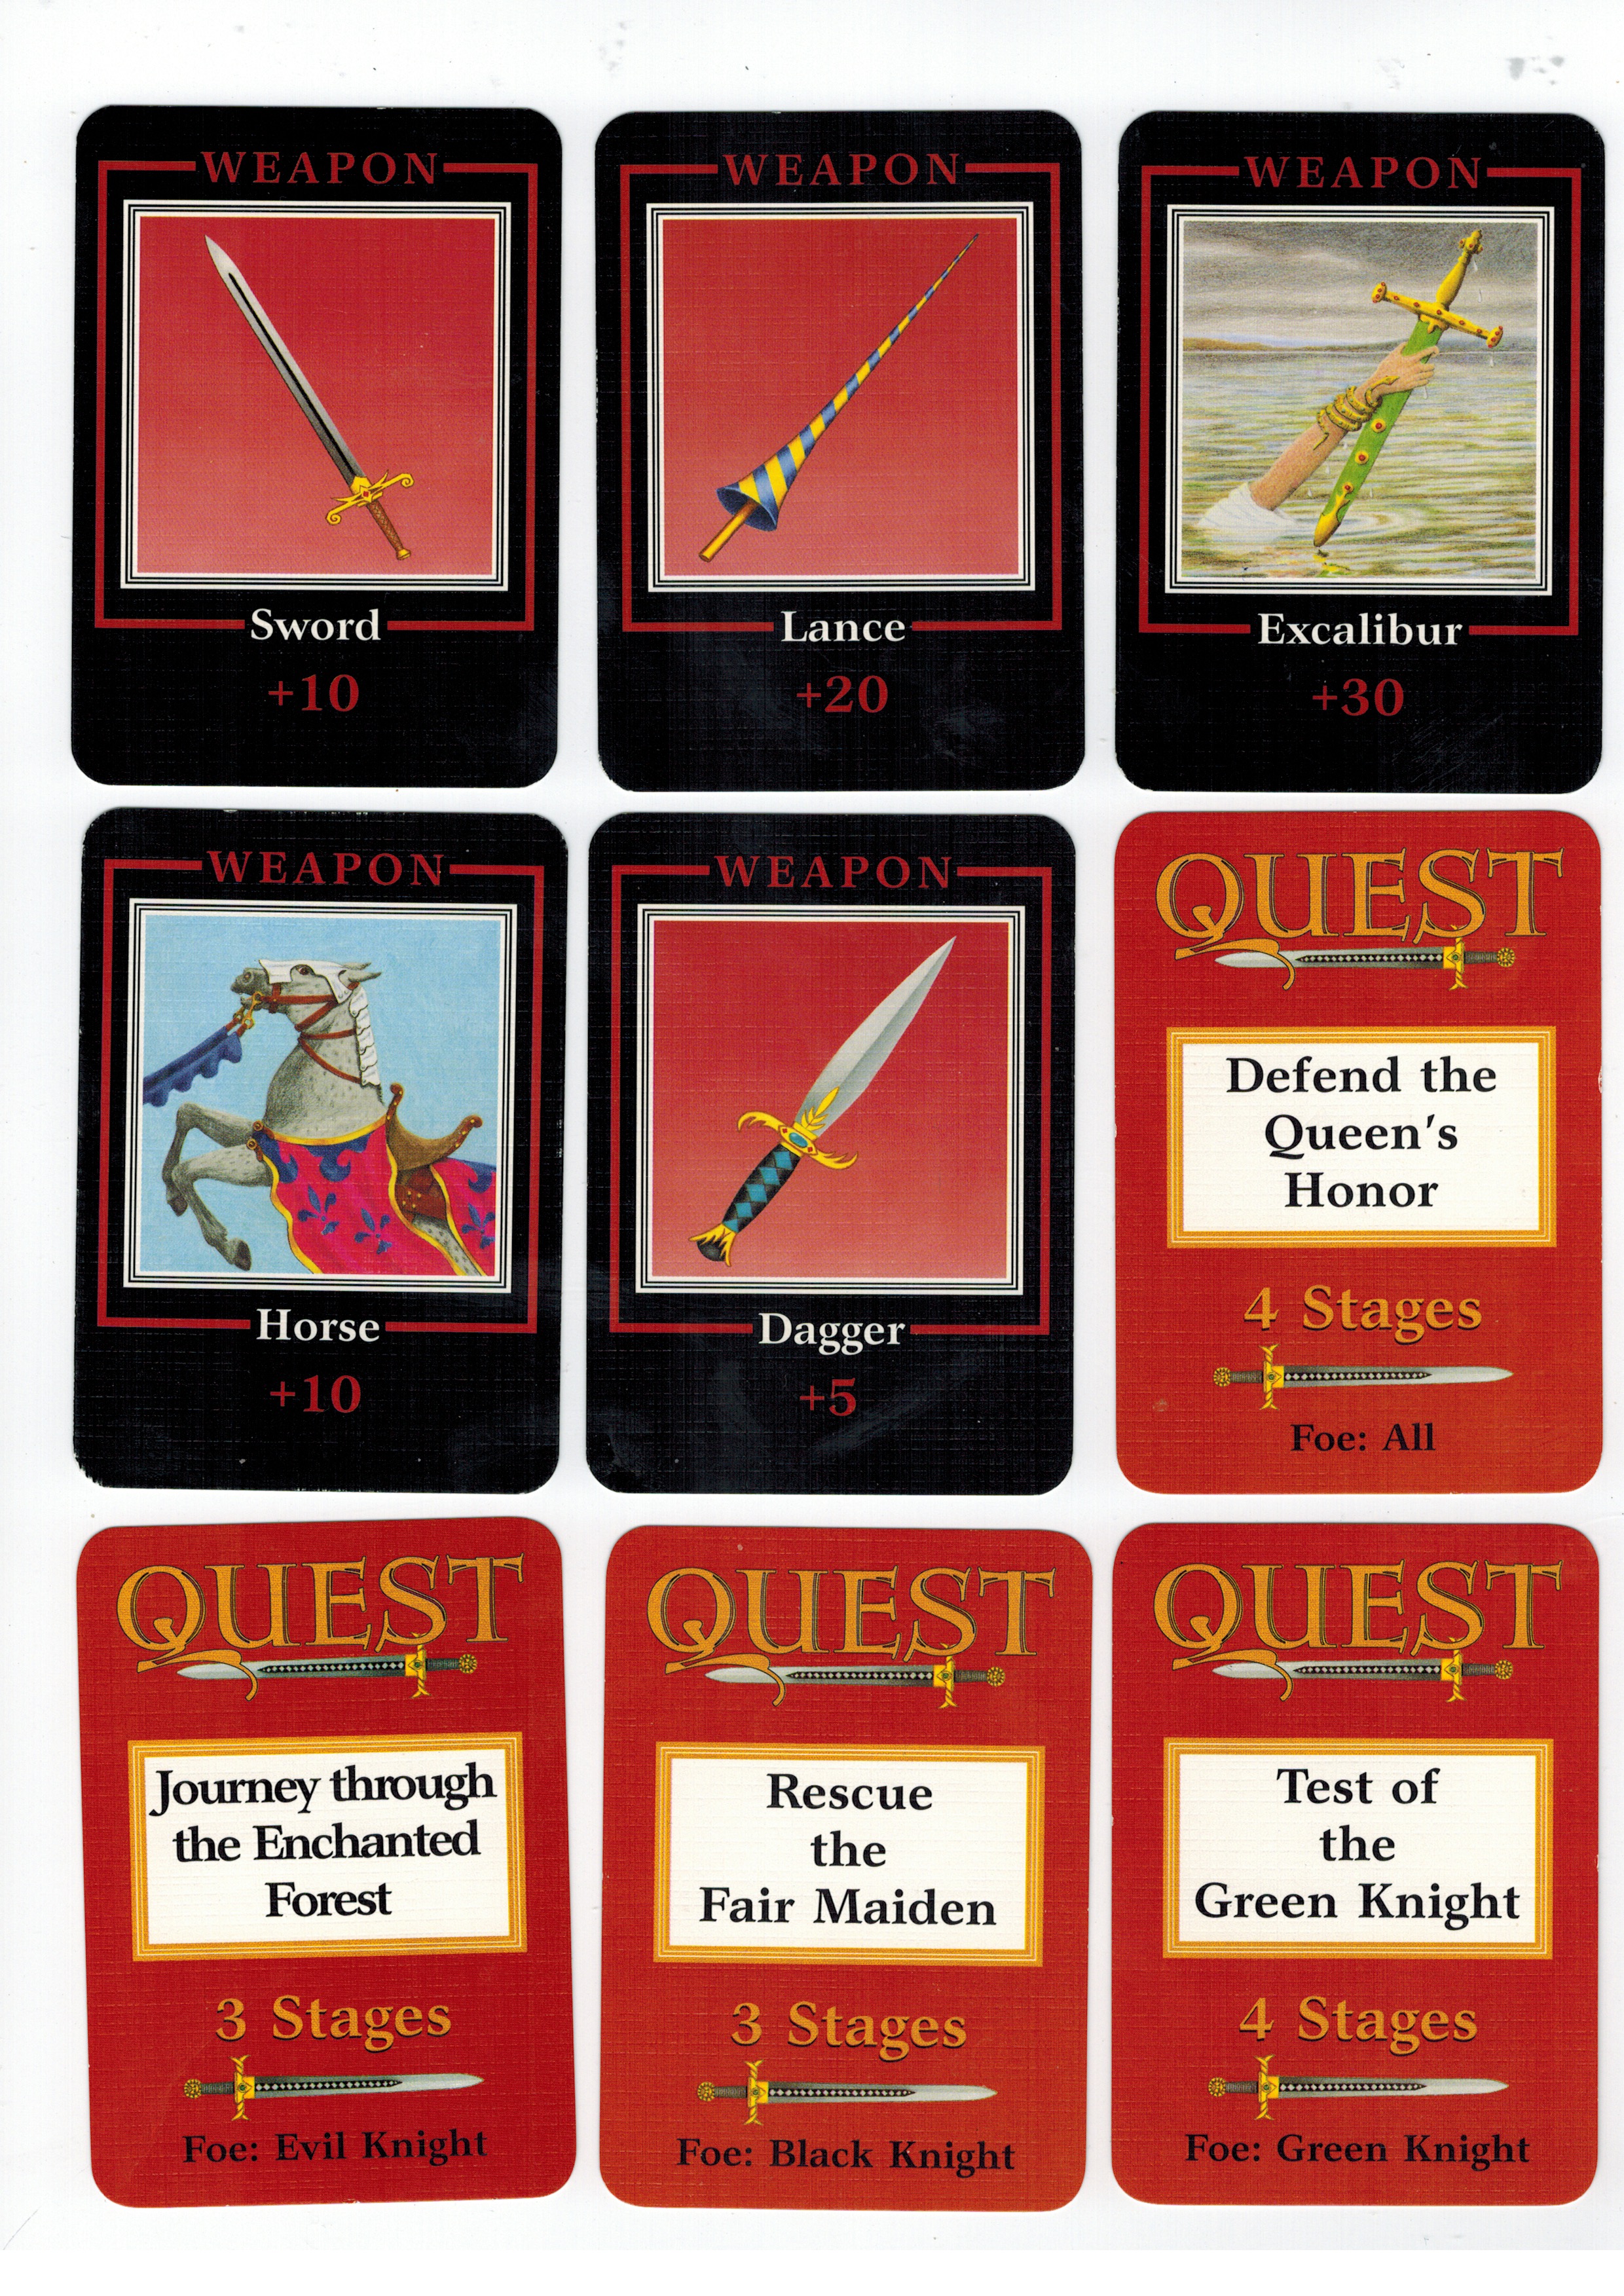 WEAPON
Sword
+10
WEAPON
Lance
+20
WEAPON
Excalibur
+30
WEAPON
Horse
+10
WEAPON
Dagger
+5
QUEST
Defend the
Queen's
Honor
4 Stages
Foe: All
QUEST
Journey through
the Enchanted
Forest
3 Stages
Foe: Evil Knight
QUEST
Rescue
the
Fair Maiden
3 Stages
Foe: Black Knight
QUEST
Test of
the
Green Knight
4 Stages
Foe: Green Knight